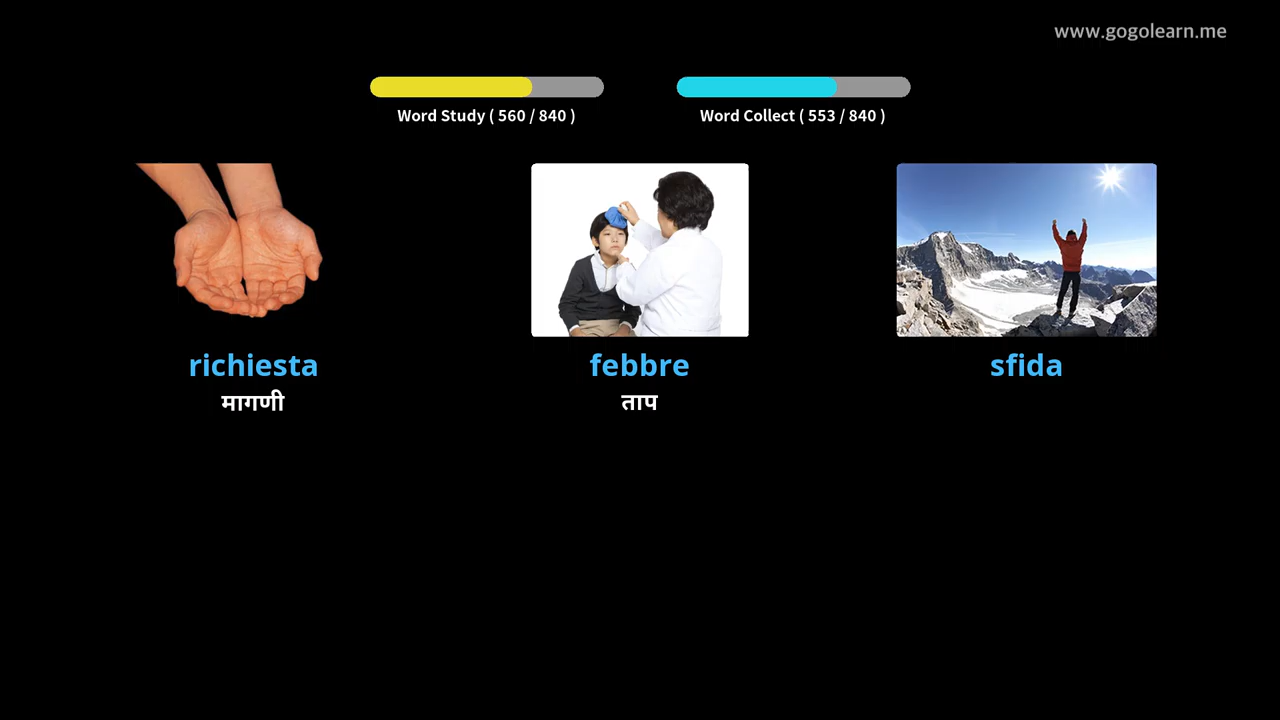 www.gogolearn.me
Word Study ( 560 / 840 )
Word Collect ( 553 / 840 )
richiesta
मागणी
febbre
ताप
sfida